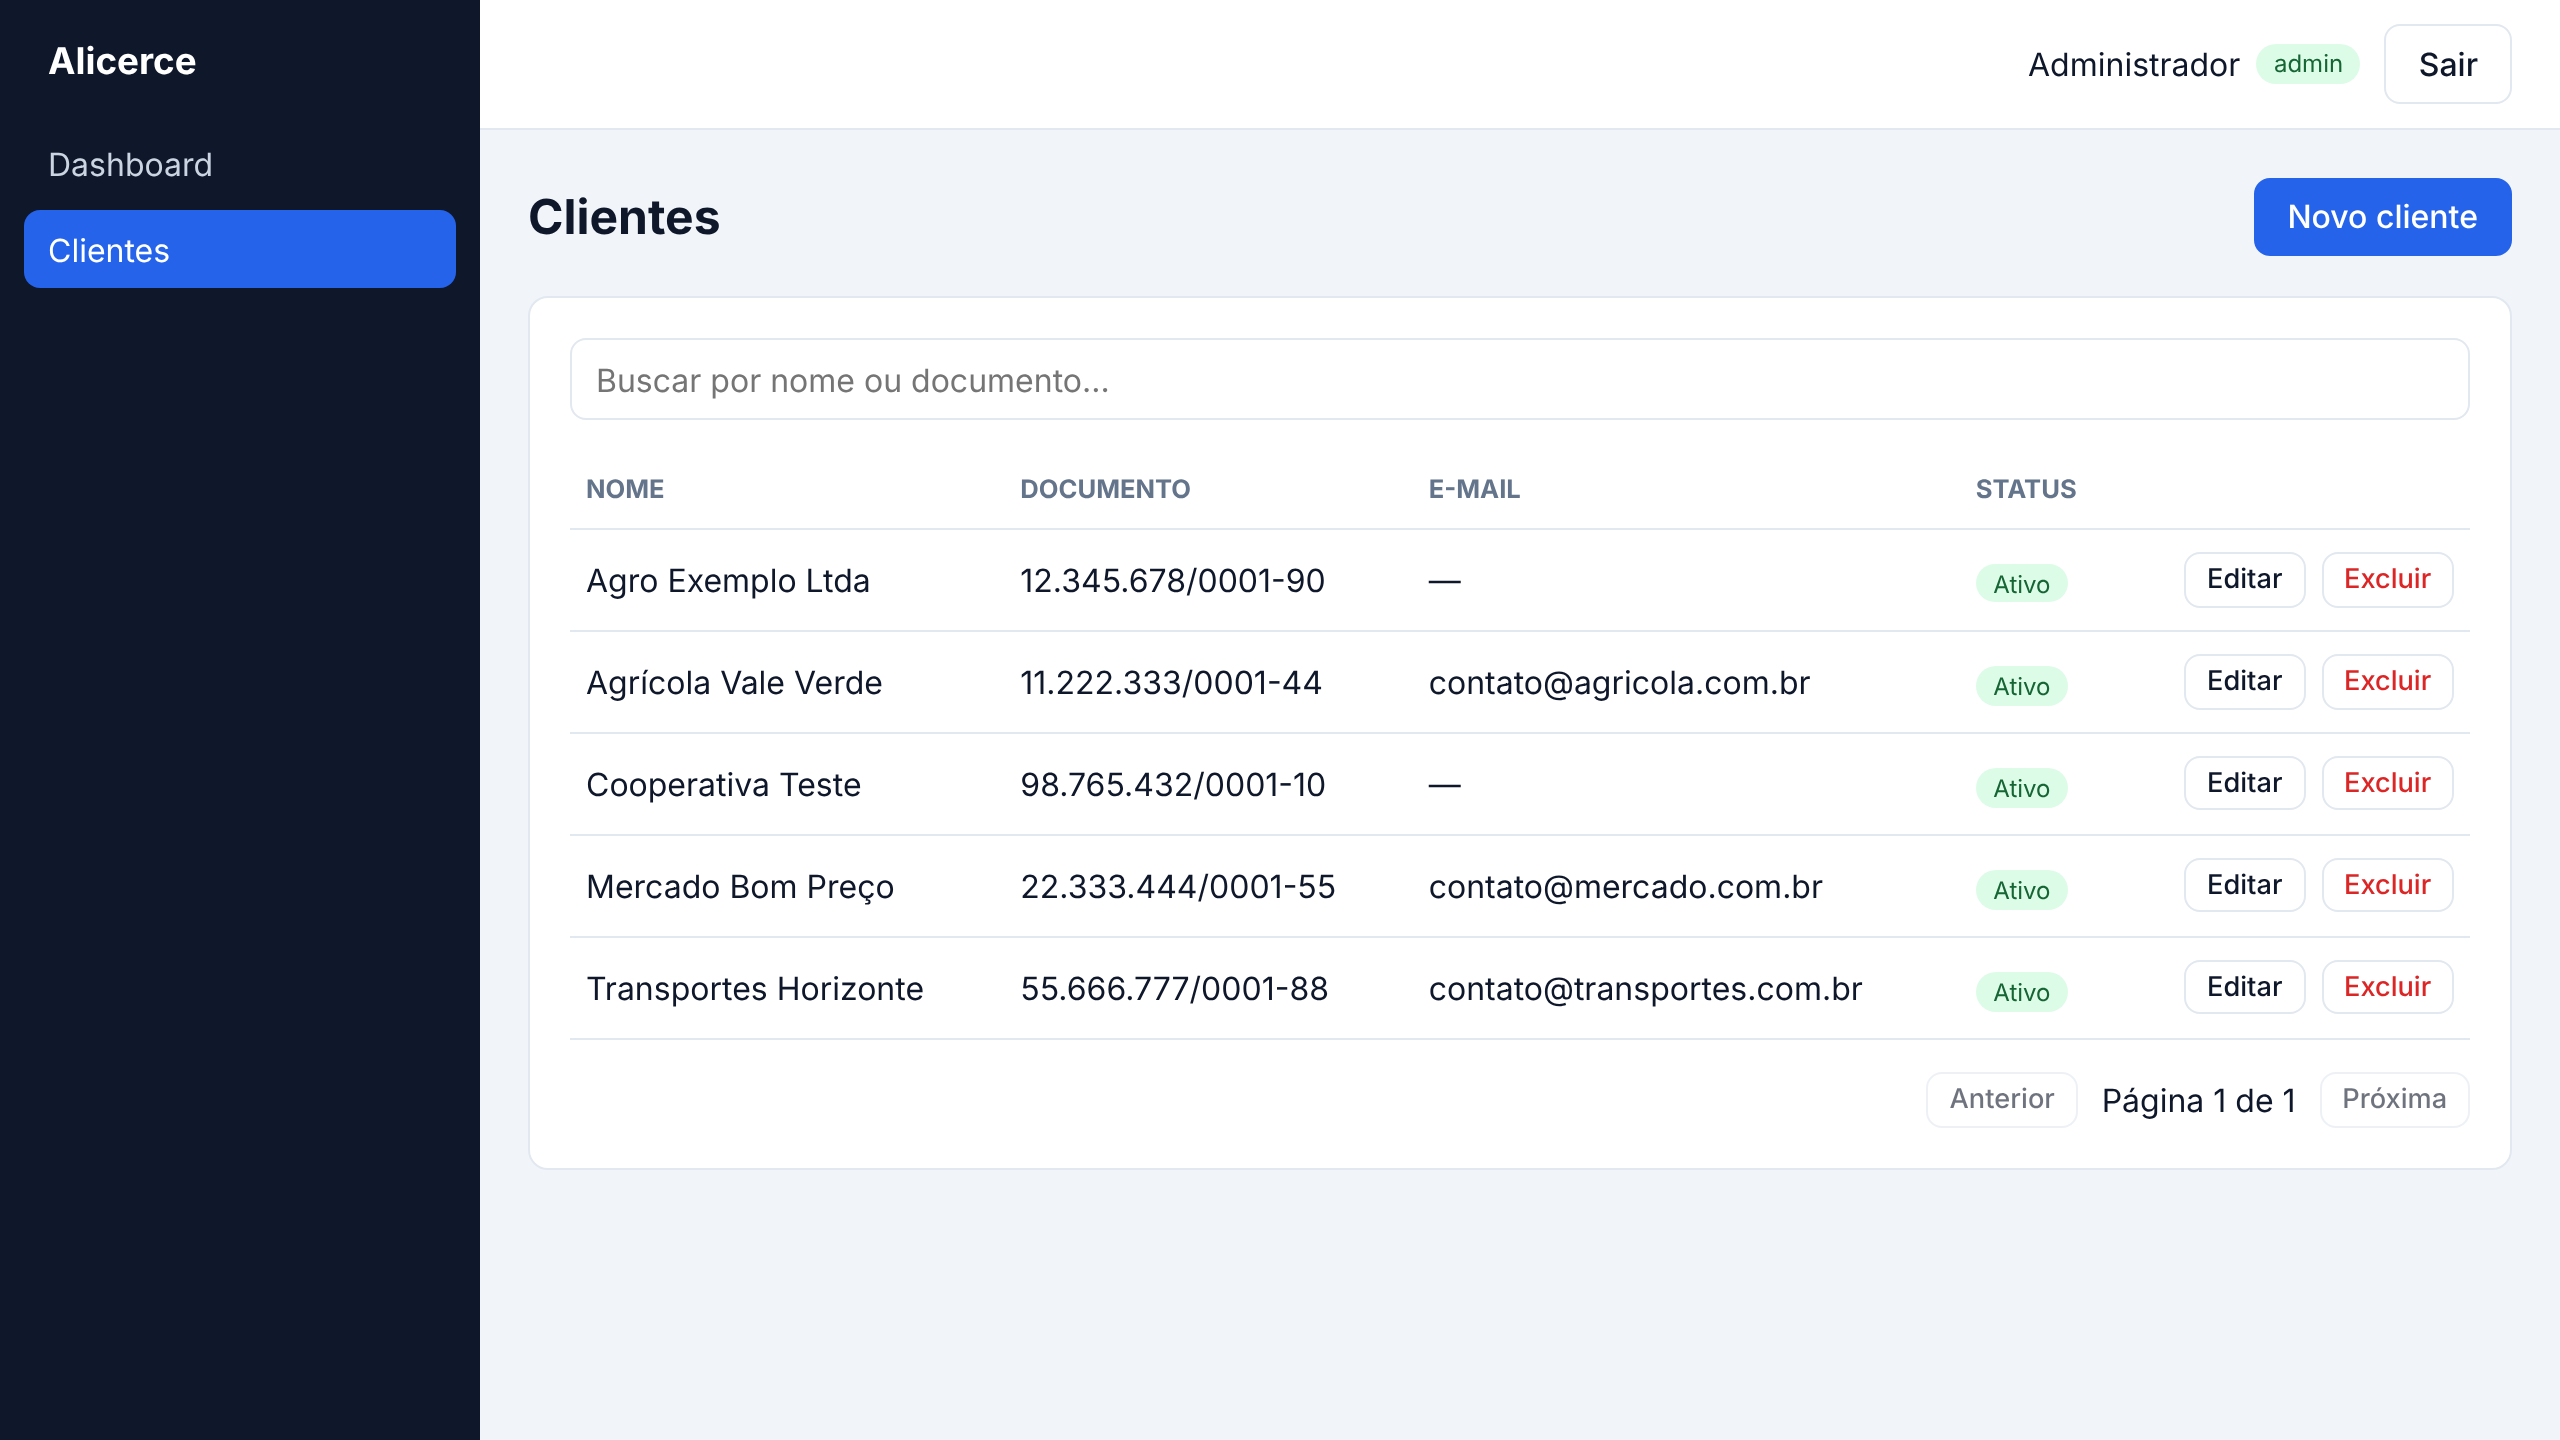 Alicerce
Dashboard
Clientes
Administrador admin Sair
Clientes
Novo cliente
Buscar por nome ou documento...
NOME DOCUMENTO E-MAIL STATUS
Agro Exemplo Ltda 12.345.678/0001-90 — Ativo Editar Excluir
Agrícola Vale Verde 11.222.333/0001-44 contato@agricola.com.br Ativo Editar Excluir
Cooperativa Teste 98.765.432/0001-10 — Ativo Editar Excluir
Mercado Bom Preço 22.333.444/0001-55 contato@mercado.com.br Ativo Editar Excluir
Transportes Horizonte 55.666.777/0001-88 contato@transportes.com.br Ativo Editar Excluir
Anterior Página 1 de 1 Próxima